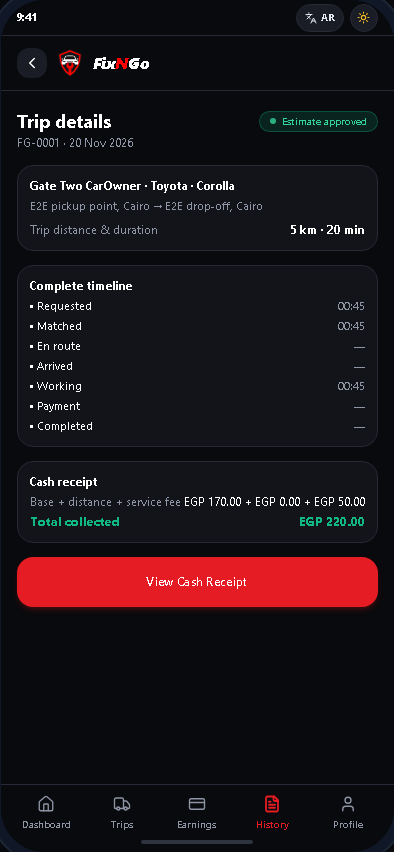 9:41
AR
FixNGo
Trip details
Estimate approved
FG-0001 · 20 Nov 2026
Gate Two CarOwner · Toyota · Corolla
E2E pickup point, Cairo → E2E drop-off, Cairo
Trip distance & duration 5 km · 20 min
Complete timeline
• Requested 00:45
• Matched 00:45
• En route —
• Arrived —
• Working 00:45
• Payment —
• Completed —
Cash receipt
Base + distance + service fee EGP 170.00 + EGP 0.00 + EGP 50.00
Total collected EGP 220.00
View Cash Receipt
Dashboard Trips Earnings History Profile